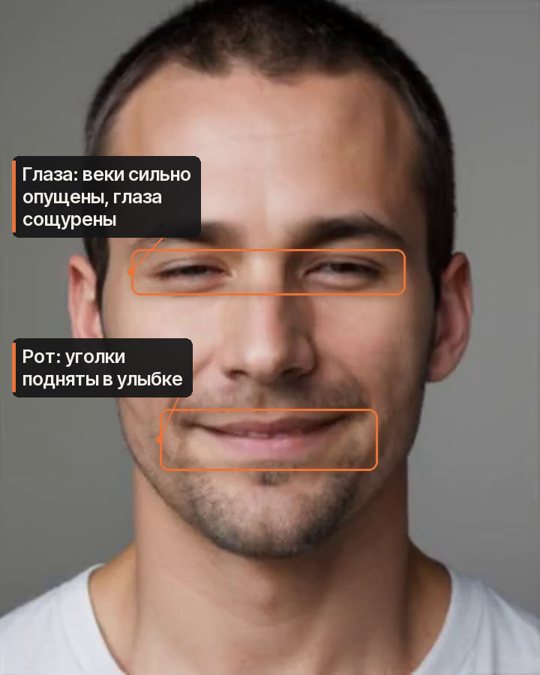 Глаза: веки сильно
опущены, глаза
сощурены
Рот: уголки
подняты в улыбке